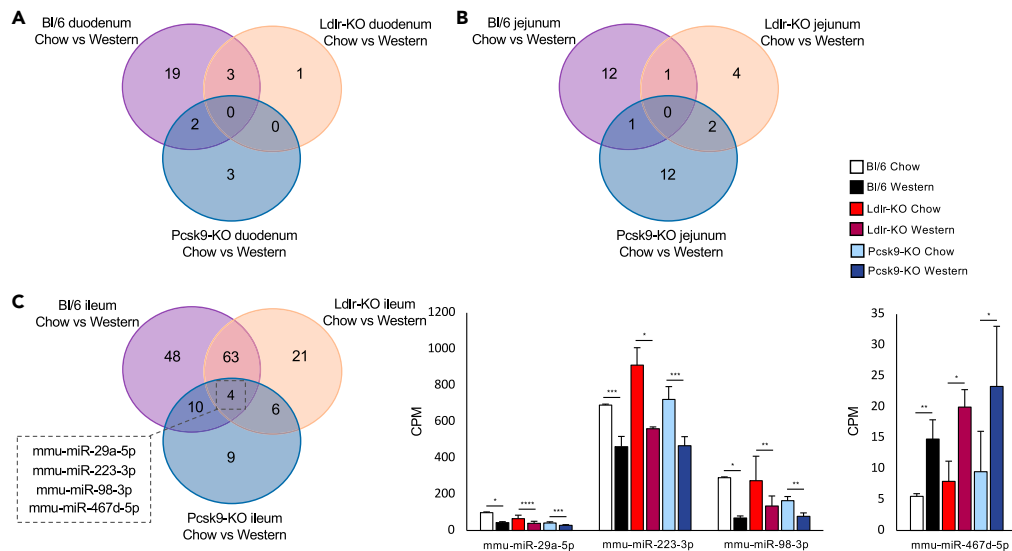 A
Bl/6 duodenum
Chow vs Western
Ldlr-KO duodenum
Chow vs Western
19
3
1
0
2
0
3
Pcsk9-KO duodenum
Chow vs Western
B
Bl/6 jejunum
Chow vs Western
Ldlr-KO jejunum
Chow vs Western
12
1
4
0
1
2
12
Pcsk9-KO jejunum
Chow vs Western
Bl/6 Chow
Bl/6 Western
Ldlr-KO Chow
Ldlr-KO Western
Pcsk9-KO Chow
Pcsk9-KO Western
C
Bl/6 ileum
Chow vs Western
Ldlr-KO ileum
Chow vs Western
48
63
21
4
10
6
9
mmu-miR-29a-5p
mmu-miR-223-3p
mmu-miR-98-3p
mmu-miR-467d-5p
Pcsk9-KO ileum
Chow vs Western
CPM
1200
1000
800
600
400
200
0
*
****
***
***
*
***
*
**
**
mmu-miR-29a-5p
mmu-miR-223-3p
mmu-miR-98-3p
CPM
35
30
25
20
15
10
5
0
**
*
*
mmu-miR-467d-5p